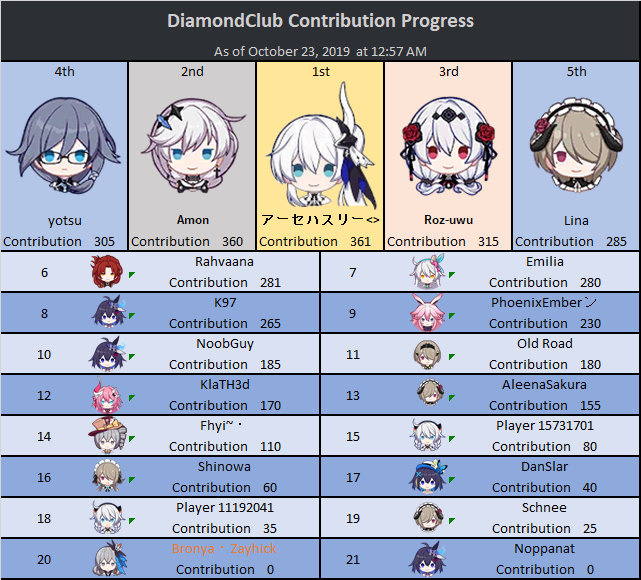 DiamondClub Contribution Progress
As of October 23, 2019 at 12:57 AM
4th
2nd
1st
3rd
5th
yotsu
Amon
アーセハスリー<>
Roz-uwu
Lina
Contribution 305
Contribution 360
Contribution 361
Contribution 315
Contribution 285
6
Rahvaana
Contribution 281
7
Emilia
Contribution 280
8
K97
Contribution 265
9
PhoenixEmberン
Contribution 230
10
NoobGuy
Contribution 185
11
Old Road
Contribution 180
12
KlaTH3d
Contribution 170
13
AleenaSakura
Contribution 155
14
Fhyi~・
Contribution 110
15
Player 15731701
Contribution 80
16
Shinowa
Contribution 60
17
DanSlar
Contribution 40
18
Player 11192041
Contribution 35
19
Schnee
Contribution 25
20
Bronya・Zayhick
Contribution 0
21
Noppanat
Contribution 0